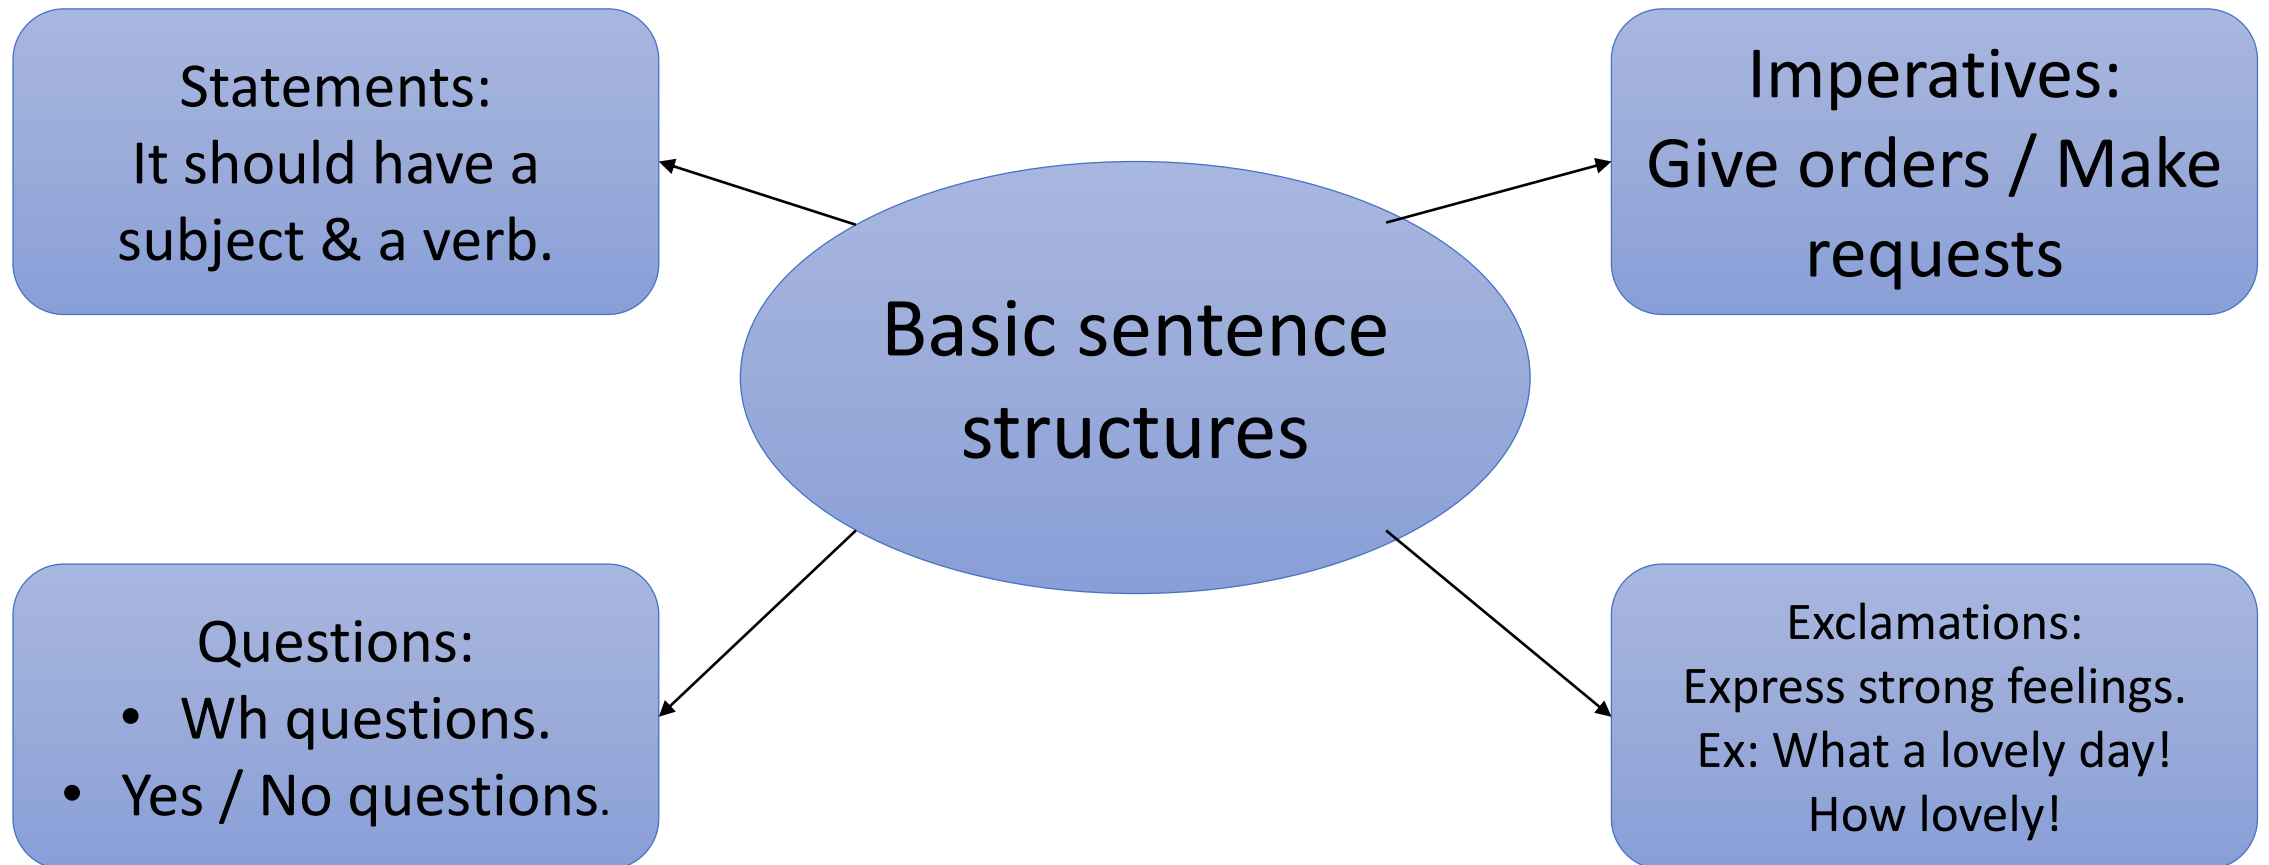 Statements:
It should have a
subject & a verb.
Imperatives:
Give orders / Make
requests
Basic sentence
structures
Questions:
• Wh questions.
• Yes / No questions.
Exclamations:
Express strong feelings.
Ex: What a lovely day!
How lovely!